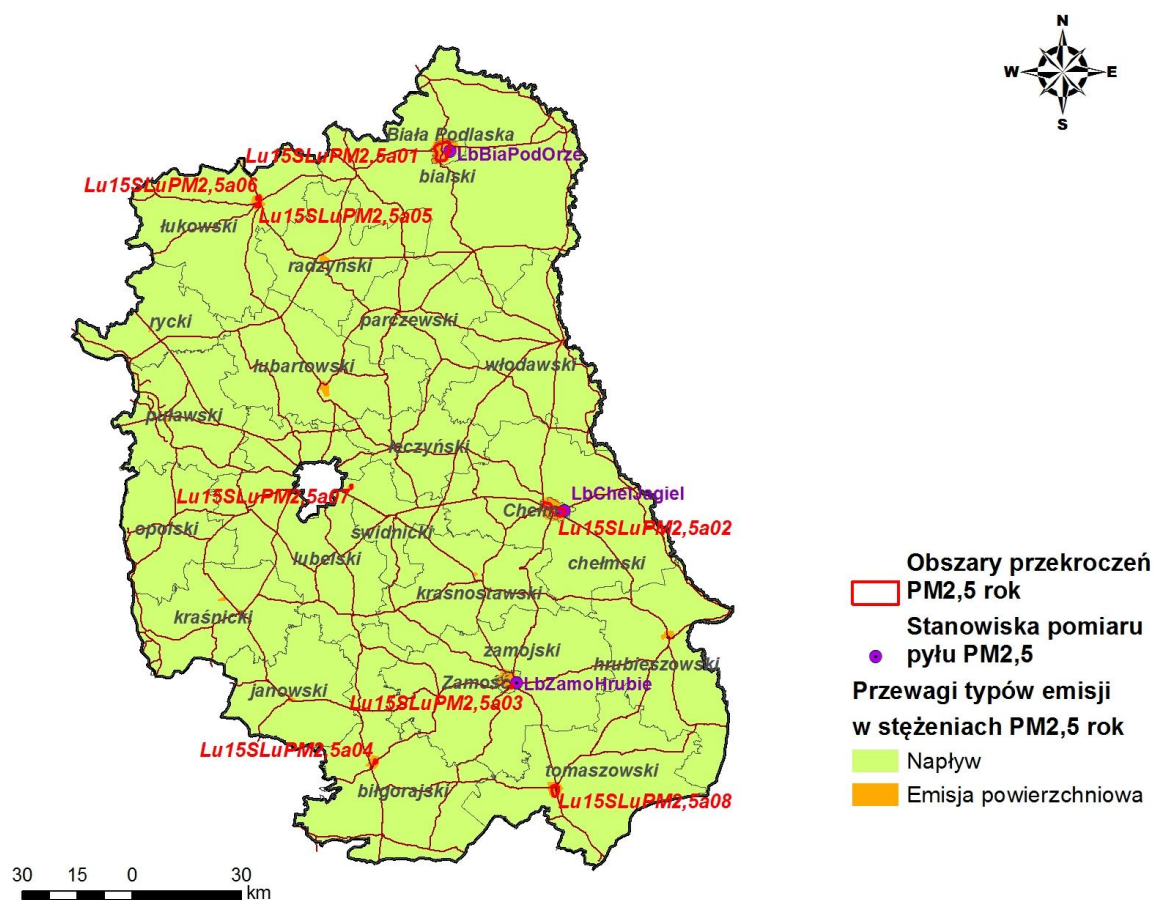 N
W
E
S
Biała Podlaska
Lu15SLuPM2,5a01
LbBiaPodOrze
bialski
Lu15SLuPM2,5a06
Lu15SLuPM2,5a05
łukowski
radzyński
rycki
parczewski
lubartowski
włodawski
puławski
łęczyński
Lu15SLuPM2,5a07
LbChelJagiel
Chełm
Lu15SLuPM2,5a02
opolski
świdnicki
lubelski
chełmski
krasnostawski
kraśnicki
zamojski
hrubieszowski
janowski
Zamość
LbZamoHrubie
Lu15SLuPM2,5a03
Lu15SLuPM2,5a04
tomaszowski
biłgorajski
Lu15SLuPM2,5a08
Obszary przekroczeń
PM2,5 rok
Stanowiska pomiaru
pyłu PM2,5
Przewagi typów emisji
w stężeniach PM2,5 rok
Napływ
Emisja powierzchniowa
30 15 0 30
km